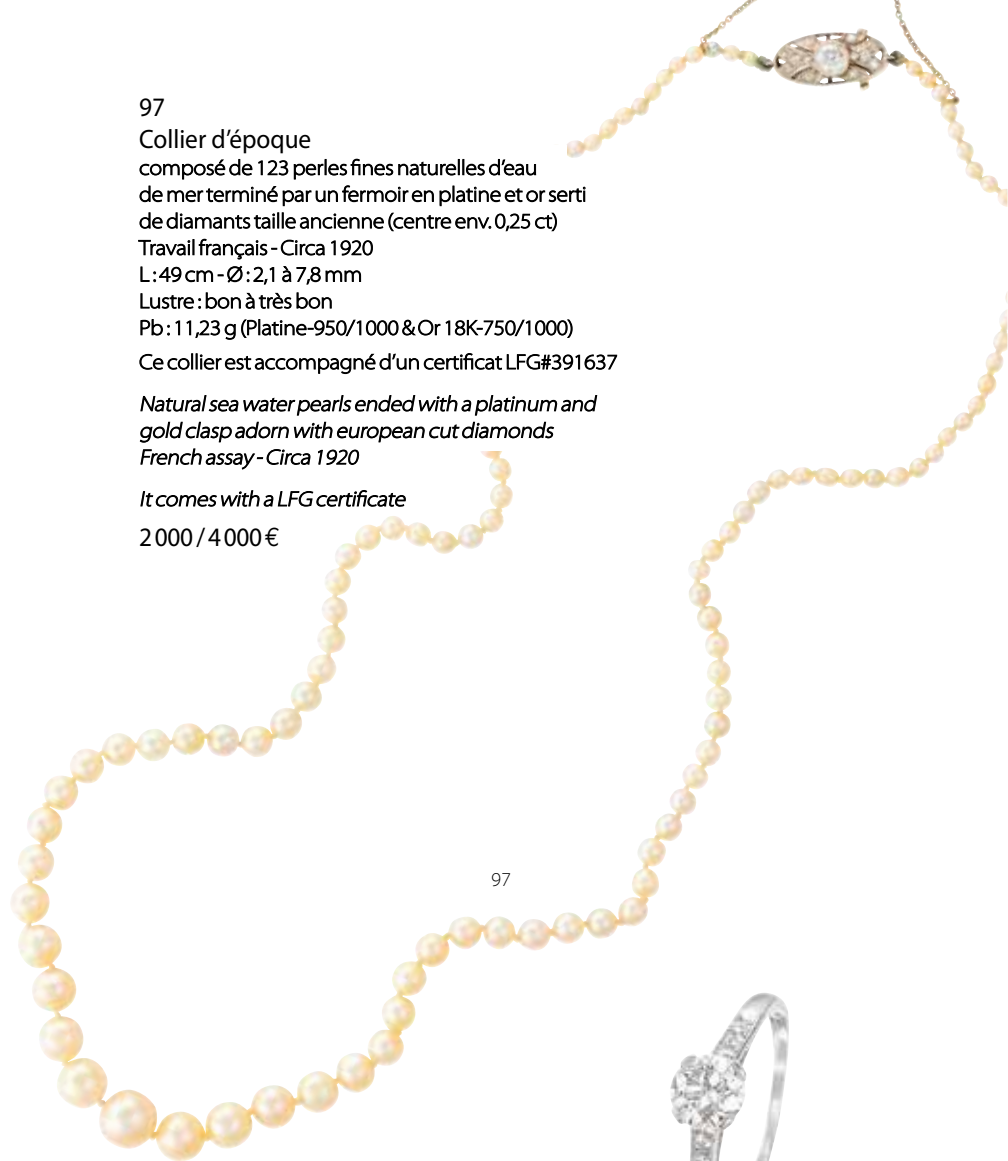 97
Collier d’époque
composé de 123 perles fines naturelles d’eau
de mer terminé par un fermoir en platine et or serti
de diamants taille ancienne (centre env. 0,25 ct)
Travail français - Circa 1920
L : 49 cm - Ø : 2,1 à 7,8 mm
Lustre : bon à très bon
Pb : 11,23 g (Platine-950/1000 & Or 18K-750/1000)
Ce collier est accompagné d’un certificat LFG#391637
Natural sea water pearls ended with a platinum and
gold clasp adorn with european cut diamonds
French assay - Circa 1920
It comes with a LFG certificate
2 000 / 4 000 €
97